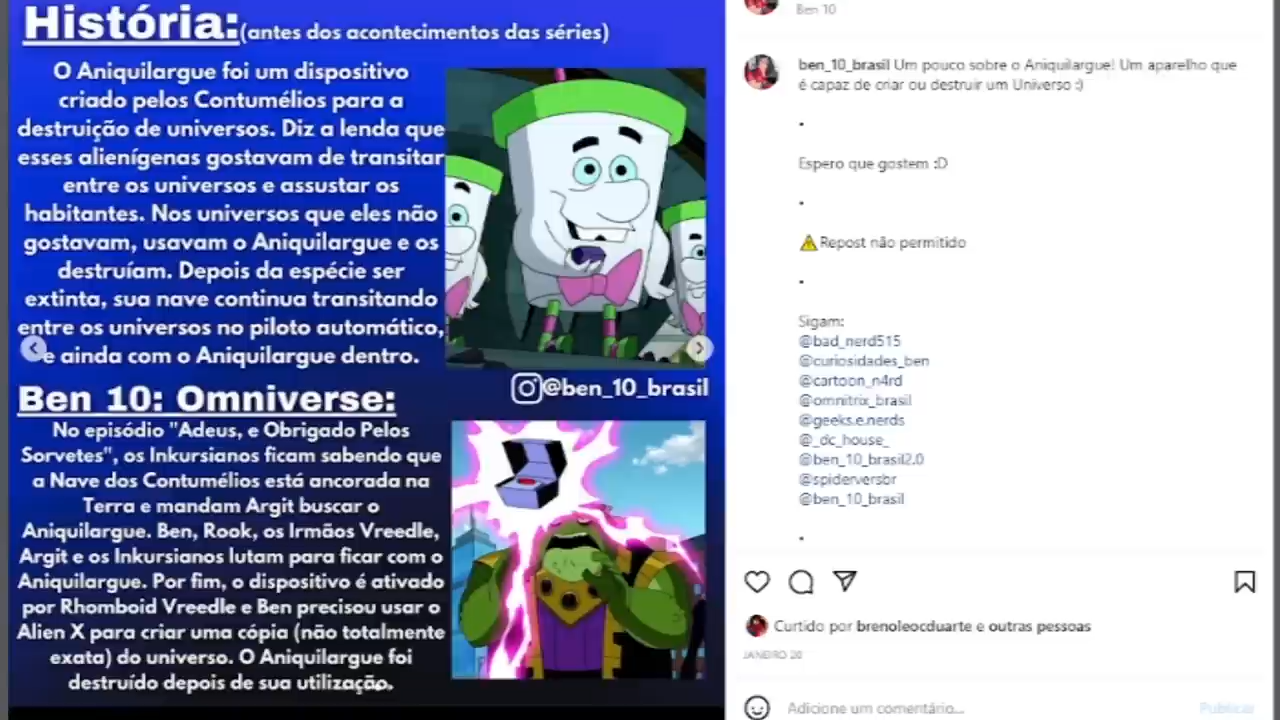 História:(antes dos acontecimentos das séries)
O Aniquilargue foi um dispositivo
criado pelos Contumélios para a
destruição de universos. Diz a lenda que
esses alienígenas gostavam de transitar
entre os universos e assustar os
habitantes. Nos universos que eles não
gostavam, usavam o Aniquilargue e os
destruíam. Depois da espécie ser
extinta, sua nave continua transitando
entre os universos no piloto automático,
e ainda com o Aniquilargue dentro.
@ben_10_brasil
Ben 10: Omniverse:
No episódio "Adeus, e Obrigado Pelos
Sorvetes", os Inkursianos ficam sabendo que
a Nave dos Contumélios está ancorada na
Terra e mandam Argit buscar o
Aniquilargue. Ben, Rook, os Irmãos Vreedle,
Argit e os Inkursianos lutam para ficar com o
Aniquilargue. Por fim, o dispositivo é ativado
por Rhomboid Vreedle e Ben precisou usar o
Alien X para criar uma cópia (não totalmente
exata) do universo. O Aniquilargue foi
destruído depois de sua utilização.
Ben 10
ben_10_brasil Um pouco sobre o Aniquilargue! Um aparelho que
é capaz de criar ou destruir um Universo :)
.
Espero que gostem :D
.
⚠Repost não permitido
.
Sigam:
@bad_nerd515
@curiosidades_ben
@cartoon_n4rd
@omnitrix_brasil
@geeks.e.nerds
@_dc_house_
@ben_10_brasil2.0
@spiderversbr
@ben_10_brasil
.
Curtido por brenoleocduarte e outras pessoas
JANEIRO 20
Adicione um comentário...
Publicar